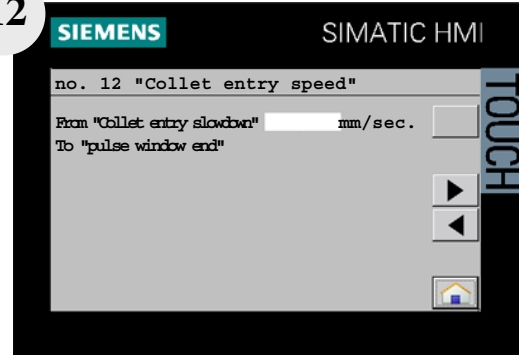 12
SIEMENS
SIMATIC HMI
TOUCH
no. 12 "Collet entry speed"
From "Collet entry slowdown" mm/sec.
To "pulse window end"